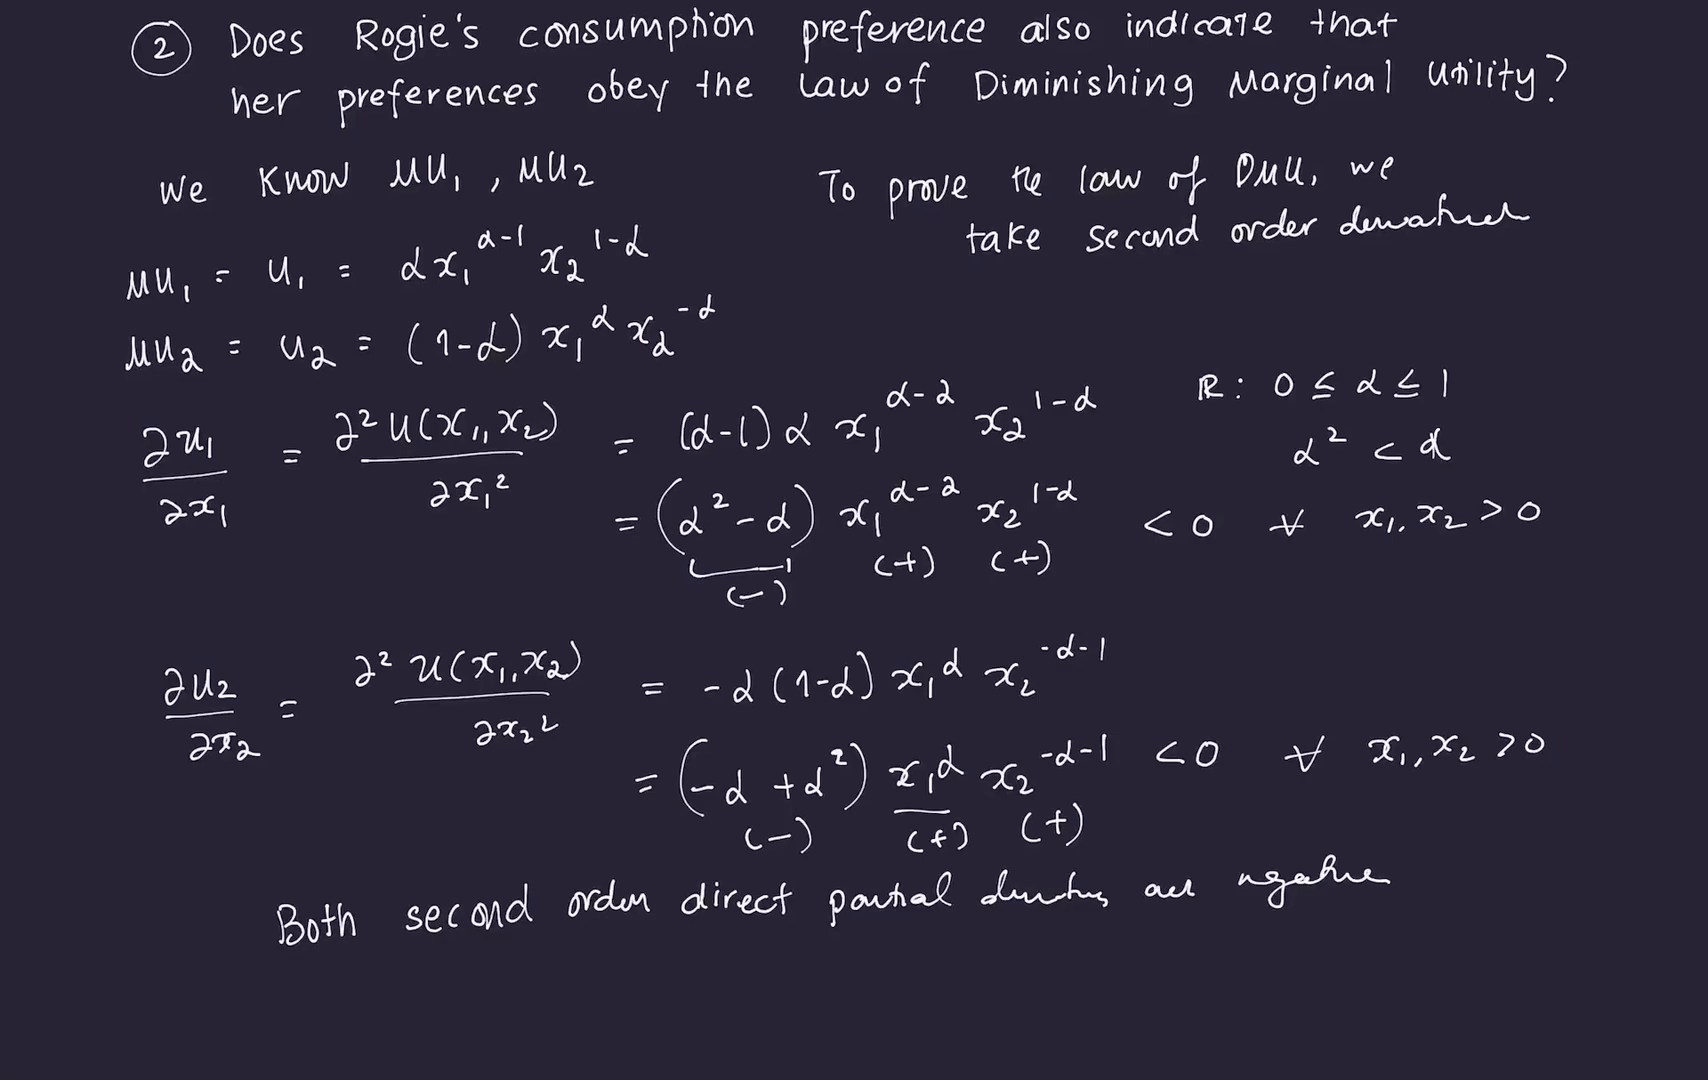 ② Does Rogie's consumption preference also indicate that
her preferences obey the Law of Diminishing Marginal Utility?
We know MU₁, MU₂
To prove the law of DMU, we
take second order derivatives
MU₁ = U₁ = αx₁^(α-1) x₂^(1-α)
MU₂ = U₂ = (1-α) x₁^α x₂^(-α)
∂U₁/∂x₁ = ∂²U(x₁, x₂)/∂x₁² = (α-1)α x₁^(α-2) x₂^(1-α)
ℝ: 0 ≤ α ≤ 1
α² < α
= (α²-α) x₁^(α-2) x₂^(1-α) < 0 ∀ x₁, x₂ > 0
(-) (+) (+)
∂U₂/∂x₂ = ∂²U(x₁, x₂)/∂x₂² = -α(1-α) x₁^α x₂^(-α-1)
= (-α + α²) x₁^α x₂^(-α-1) < 0 ∀ x₁, x₂ > 0
(-) (+) (+)
Both second order direct partial derivatives are negative